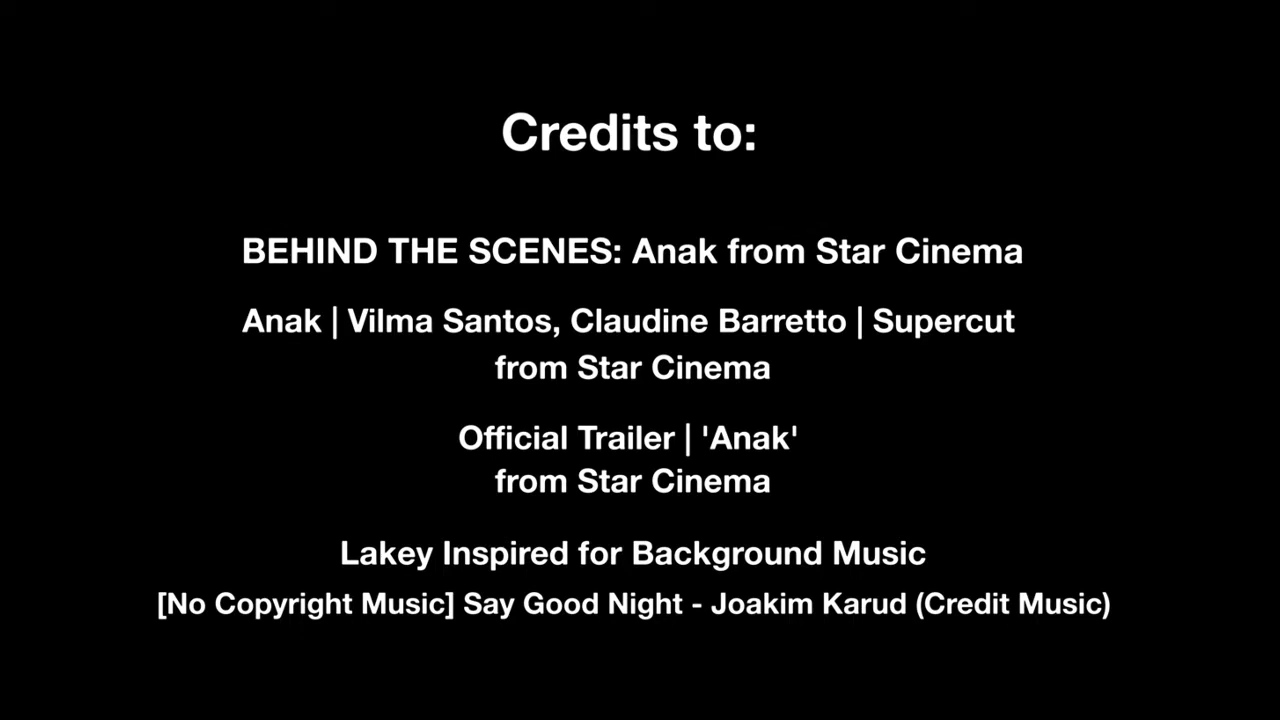 Credits to:
BEHIND THE SCENES: Anak from Star Cinema
Anak | Vilma Santos, Claudine Barretto | Supercut
from Star Cinema
Official Trailer | 'Anak'
from Star Cinema
Lakey Inspired for Background Music
[No Copyright Music] Say Good Night - Joakim Karud (Credit Music)